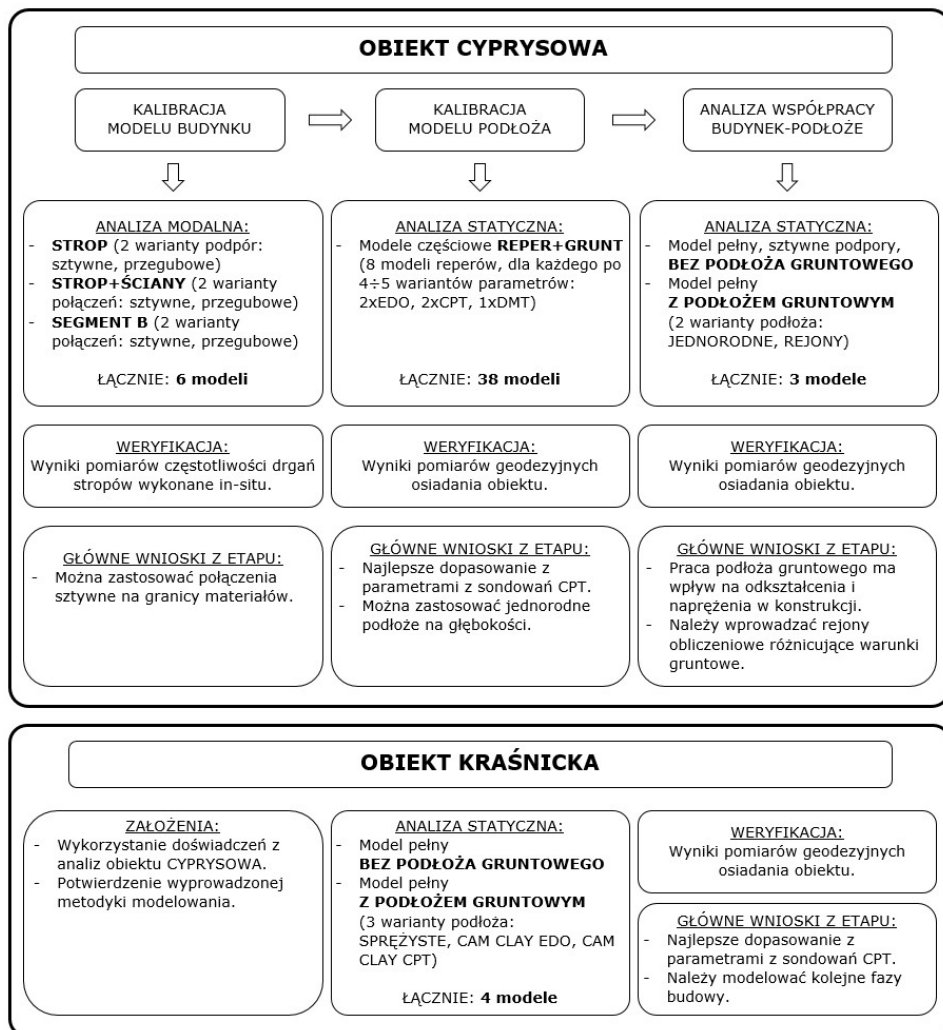 OBIEKT CYPRYSOWA
KALIBRACJA
MODELU BUDYNKU
KALIBRACJA
MODELU PODŁOŻA
ANALIZA WSPÓŁPRACY
BUDYNEK-PODŁOŻE
ANALIZA MODALNA:
- STROP (2 warianty podpór:
sztywne, przegubowe)
- STROP+ŚCIANY (2 warianty
połączeń: sztywne, przegubowe)
- SEGMENT B (2 warianty
połączeń: sztywne, przegubowe)
ŁĄCZNIE: 6 modeli
ANALIZA STATYCZNA:
- Modele częściowe REPER+GRUNT
(8 modeli reperów, dla każdego po
4÷5 wariantów parametrów:
2xEDO, 2xCPT, 1xDMT)
ŁĄCZNIE: 38 modeli
ANALIZA STATYCZNA:
- Model pełny, sztywne podpory,
BEZ PODŁOŻA GRUNTOWEGO
- Model pełny
Z PODŁOŻEM GRUNTOWYM
(2 warianty podłoża:
JEDNORODNE, REJONY)
ŁĄCZNIE: 3 modele
WERYFIKACJA:
Wyniki pomiarów częstotliwości drgań
stropów wykonane in-situ.
WERYFIKACJA:
Wyniki pomiarów geodezyjnych
osiadania obiektu.
WERYFIKACJA:
Wyniki pomiarów geodezyjnych
osiadania obiektu.
GŁÓWNE WNIOSKI Z ETAPU:
- Można zastosować połączenia
sztywne na granicy materiałów.
GŁÓWNE WNIOSKI Z ETAPU:
- Najlepsze dopasowanie z
parametrami z sondowań CPT.
- Można zastosować jednorodne
podłoże na głębokości.
GŁÓWNE WNIOSKI Z ETAPU:
- Praca podłoża gruntowego ma
wpływ na odkształcenia i
naprężenia w konstrukcji.
- Należy wprowadzać rejony
obliczeniowe różnicujące warunki
gruntowe.
OBIEKT KRAŚNICKA
ZAŁOŻENIA:
- Wykorzystanie doświadczeń z
analiz obiektu CYPRYSOWA.
- Potwierdzenie wyprowadzonej
metodyki modelowania.
ANALIZA STATYCZNA:
- Model pełny
BEZ PODŁOŻA GRUNTOWEGO
- Model pełny
Z PODŁOŻEM GRUNTOWYM
(3 warianty podłoża:
SPRĘŻYSTE, CAM CLAY EDO, CAM
CLAY CPT)
ŁĄCZNIE: 4 modele
WERYFIKACJA:
Wyniki pomiarów geodezyjnych
osiadania obiektu.
GŁÓWNE WNIOSKI Z ETAPU:
- Najlepsze dopasowanie z
parametrami z sondowań CPT.
- Należy modelować kolejne fazy
budowy.